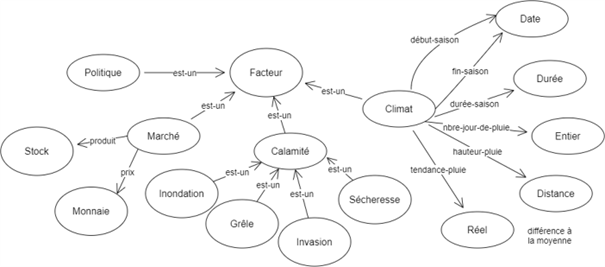 Date
début-saison
Politique
est-un
Facteur
fin-saison
Durée
est-un
durée-saison
est-un
Climat
est-un
nbre-jour-de-pluie
Entier
Stock
produit
Marché
hauteur-pluie
Calamité
tendance-pluie
prix
est-un
est-un
Inondation
est-un
Sécheresse
Distance
Monnaie
est-un
Grêle
Réel
différence à
la moyenne
Invasion